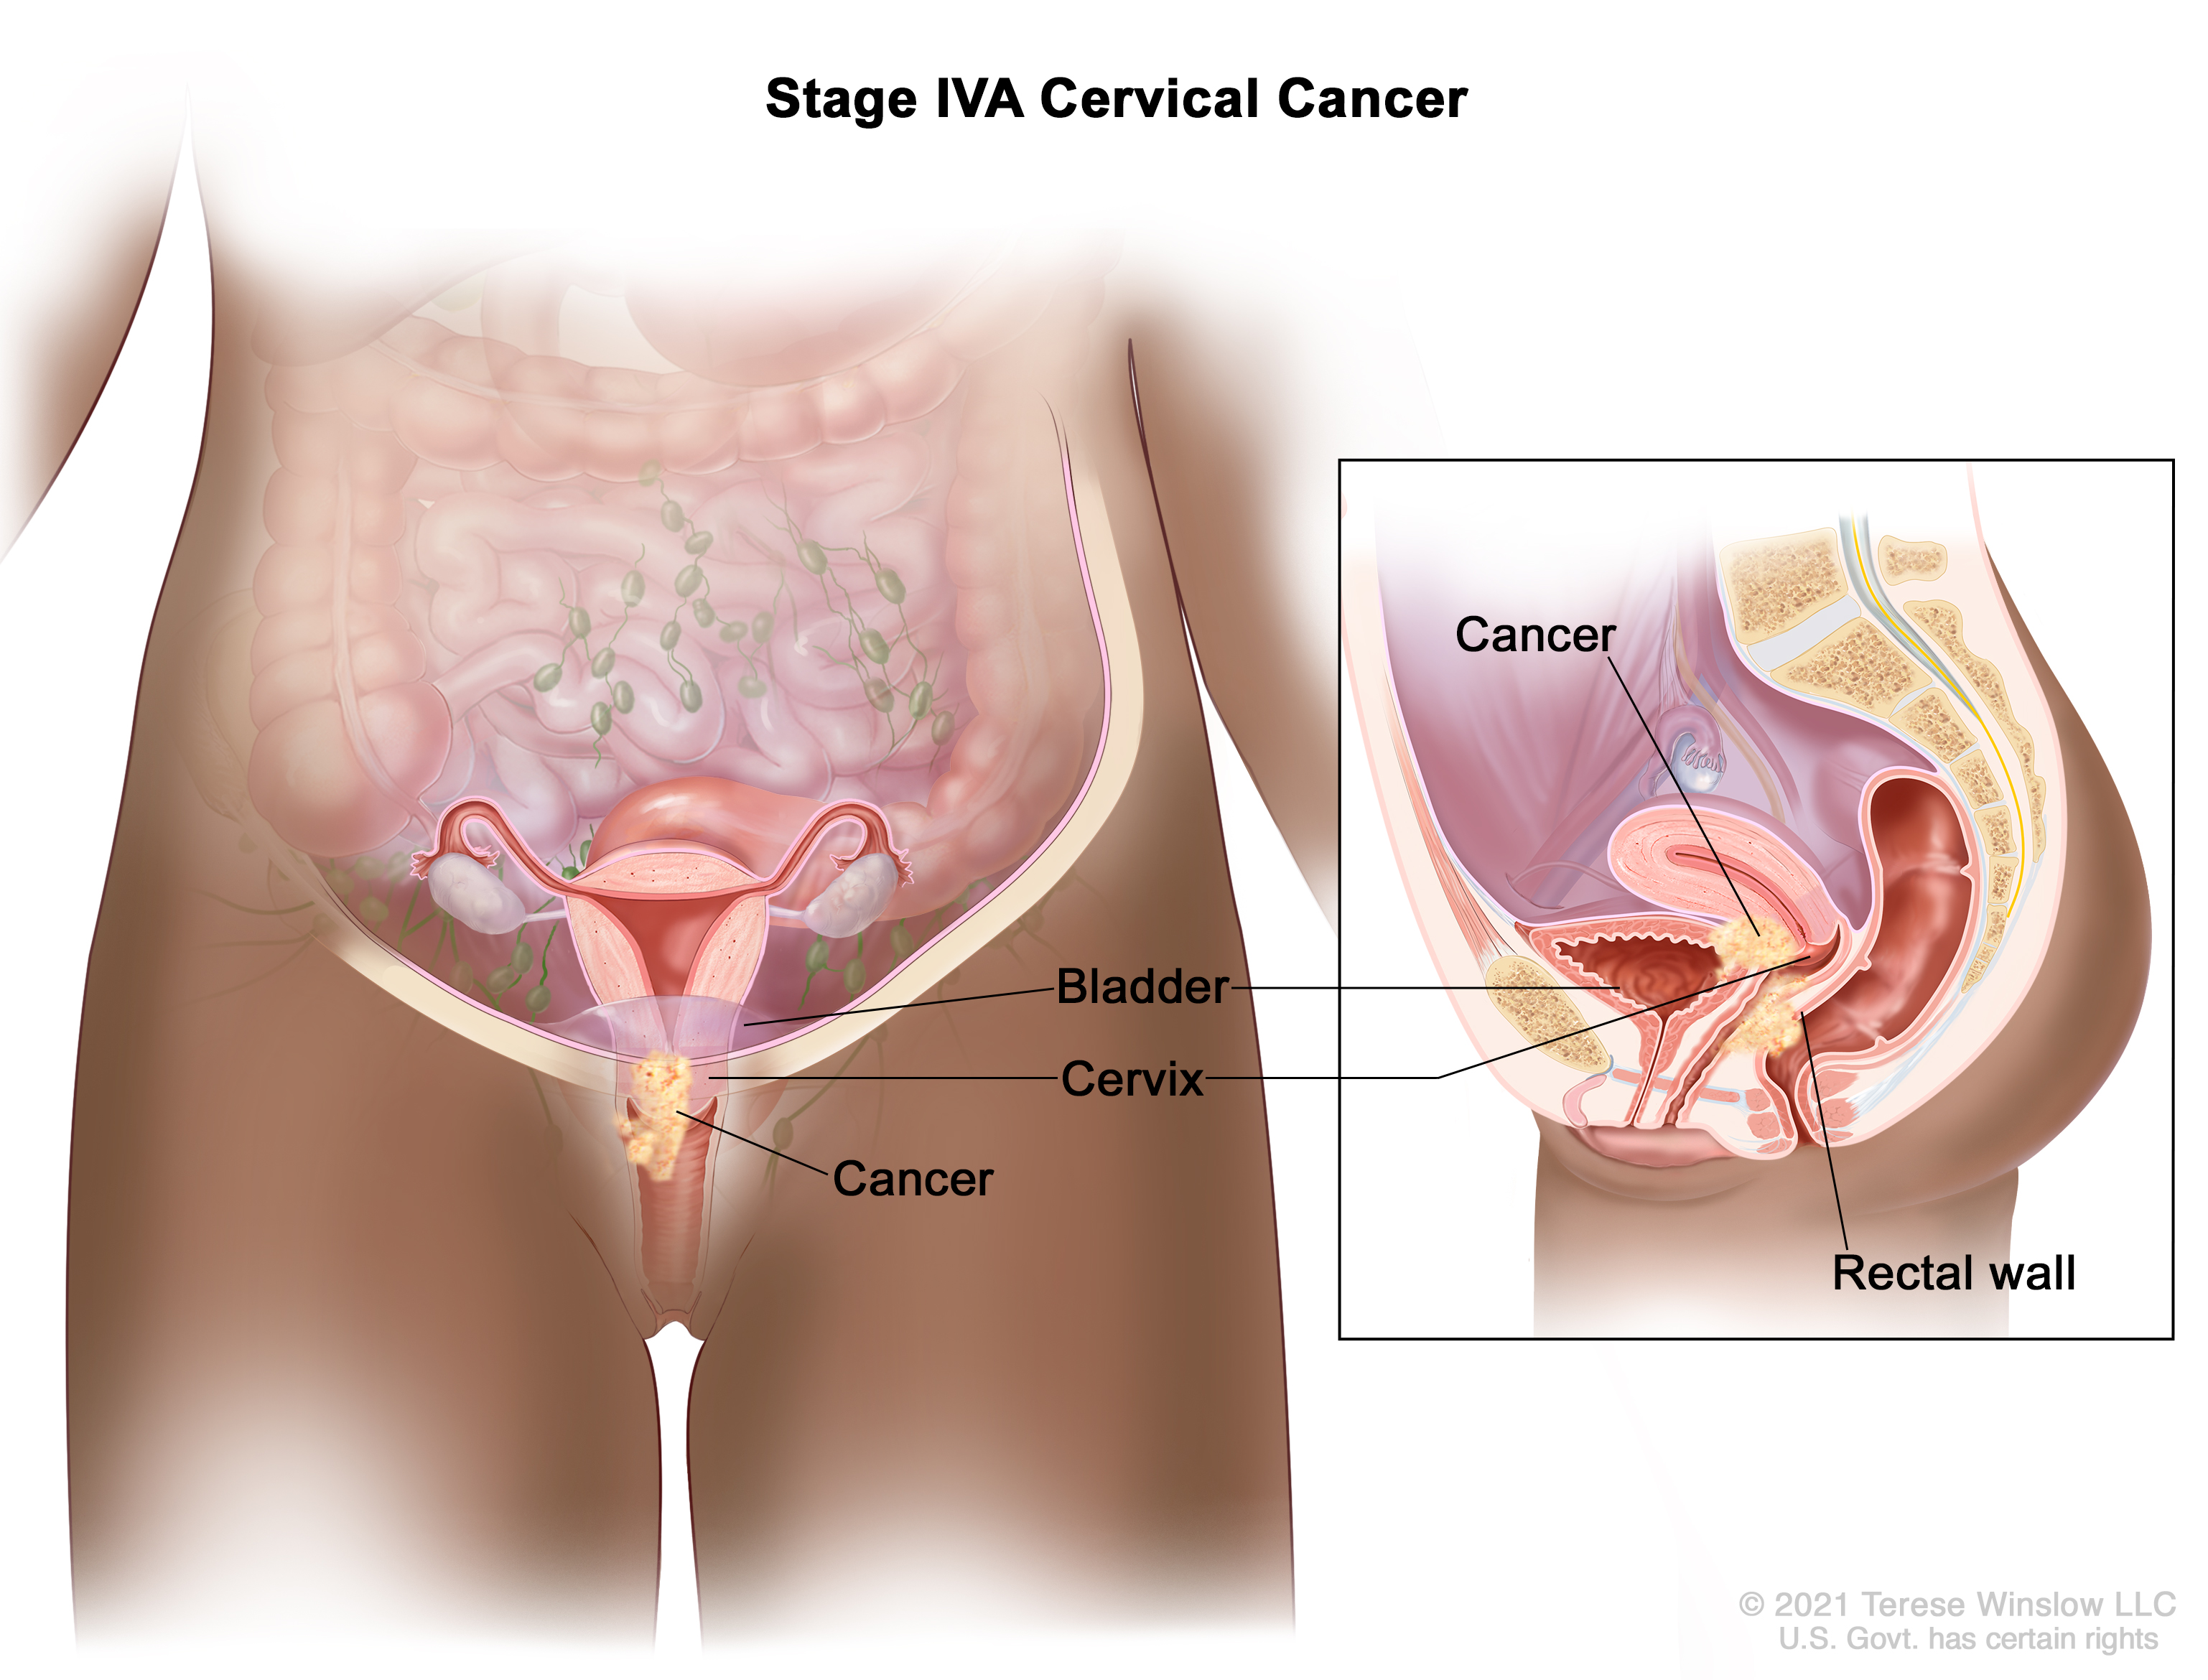 Stage IVA Cervical Cancer
Cancer
Bladder
Cervix
Cancer
Rectal wall
© 2021 Terese Winslow LLC
U.S. Govt. has certain rights